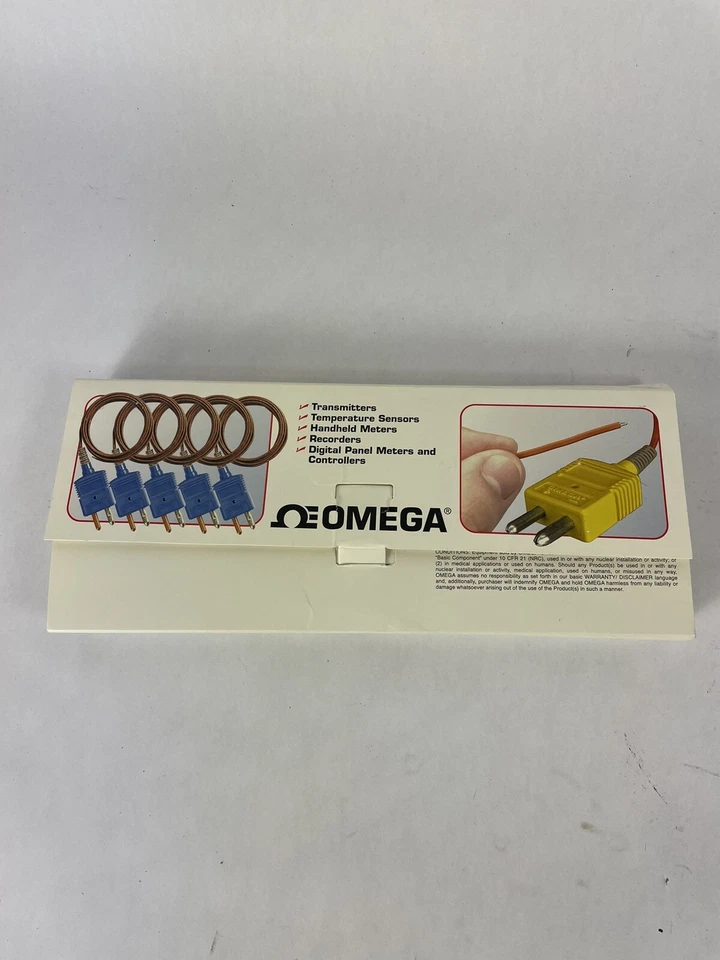 Transmitters
Temperature Sensors
Handheld Meters
Recorders
Digital Panel Meters and
Controllers
ΩE OMEGA®
CONDITIONS: Equipment sold by
"Basic Component" under 10 CFR 21 (NRC), used in or with any nuclear installation or activity; or
(2) in medical applications or used on humans. Should any Product(s) be used in or with any
nuclear installation or activity, medical application, used on humans, or misused in any way,
OMEGA assumes no responsibility as set forth in our basic WARRANTY/ DISCLAIMER language
and, additionally, purchaser will indemnify OMEGA and hold OMEGA harmless from any liability or
damage whatsoever arising out of the use of the Product(s) in such a manner.